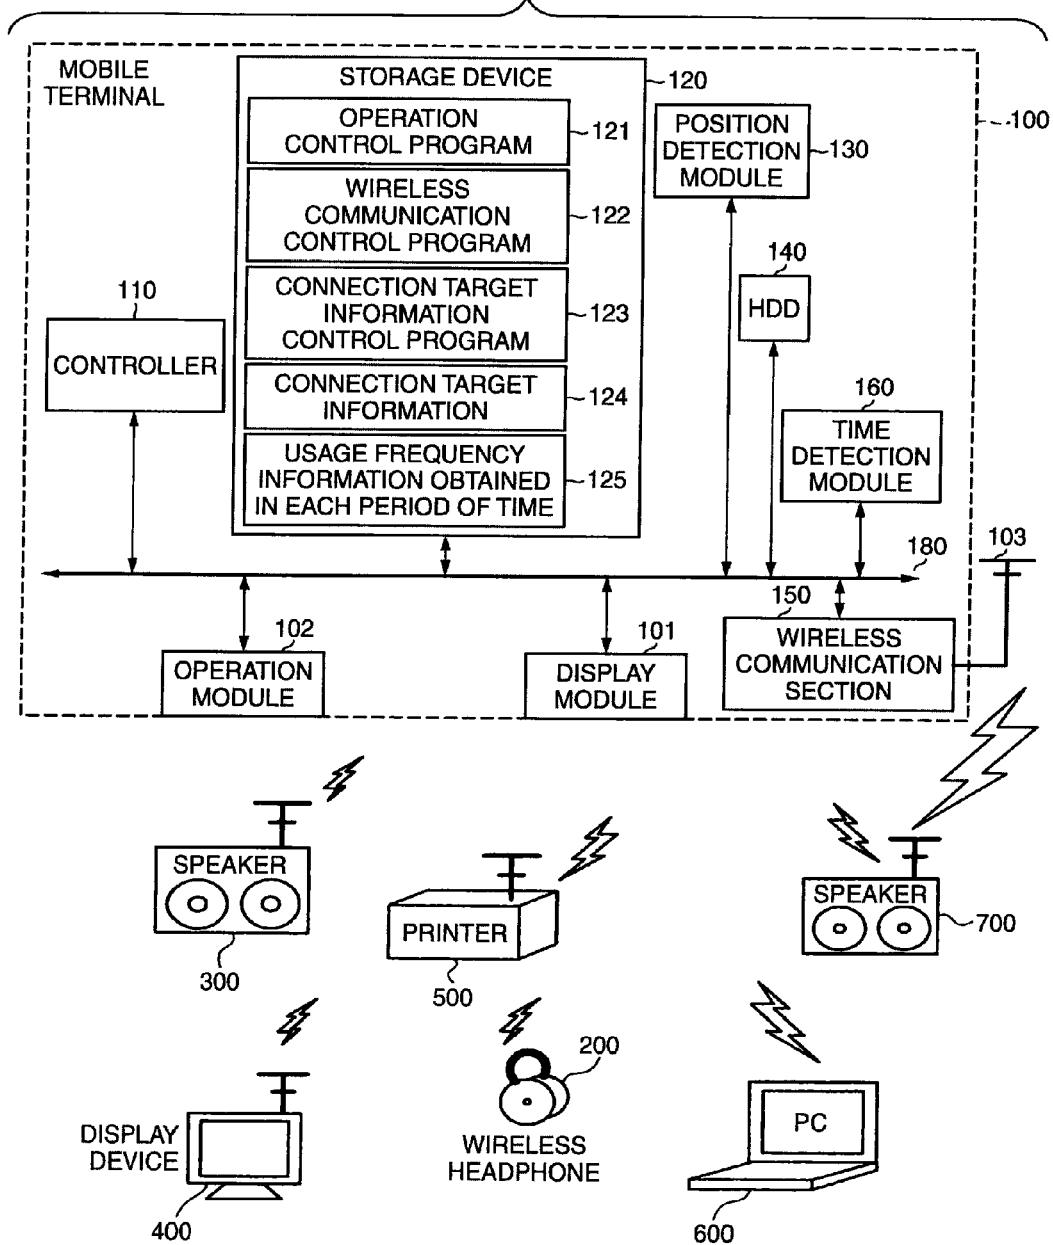 MOBILE
TERMINAL
STORAGE DEVICE
120
OPERATION
CONTROL PROGRAM
121
WIRELESS
COMMUNICATION
CONTROL PROGRAM
122
CONNECTION TARGET
INFORMATION
CONTROL PROGRAM
123
CONNECTION TARGET
INFORMATION
124
USAGE FREQUENCY
INFORMATION OBTAINED
IN EACH PERIOD OF TIME
125
POSITION
DETECTION
MODULE
130
100
140
HDD
110
CONTROLLER
160
TIME
DETECTION
MODULE
180
103
102
OPERATION
MODULE
101
DISPLAY
MODULE
150
WIRELESS
COMMUNICATION
SECTION
SPEAKER
300
PRINTER
500
SPEAKER
700
DISPLAY
DEVICE
400
200
WIRELESS
HEADPHONE
PC
600